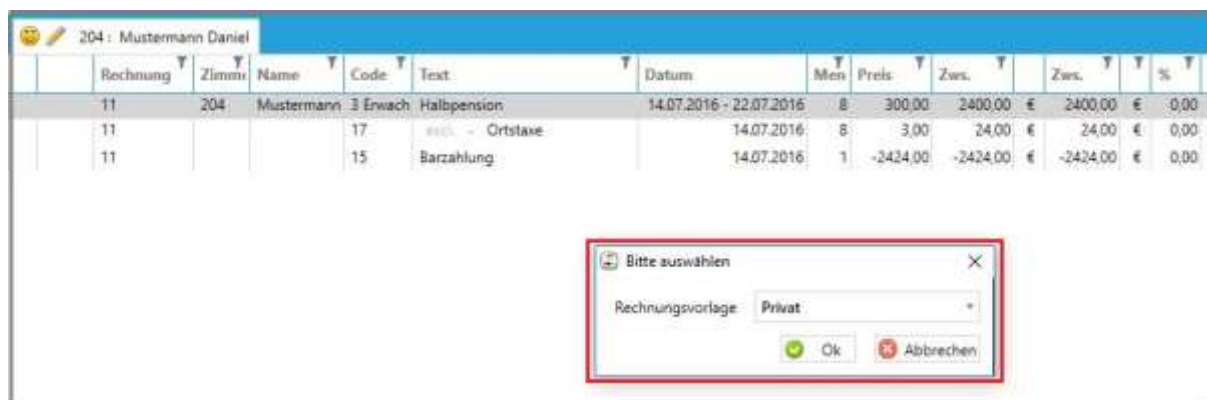 204 : Mustermann Daniel
Rechnung Zimme Name Code Text Datum Men Preis Zws. Zws. %
11 204 Mustermann 3 Erwach Halbpension 14.07.2016 - 22.07.2016 8 300,00 2400,00 € 2400,00 € 0,00
11 17 excl. - Ortstaxe 14.07.2016 8 3,00 24,00 € 24,00 € 0,00
11 15 Barzahlung 14.07.2016 1 -2424,00 -2424,00 € -2424,00 € 0,00
Bitte auswählen
Rechnungsvorlage Privat
Ok Abbrechen